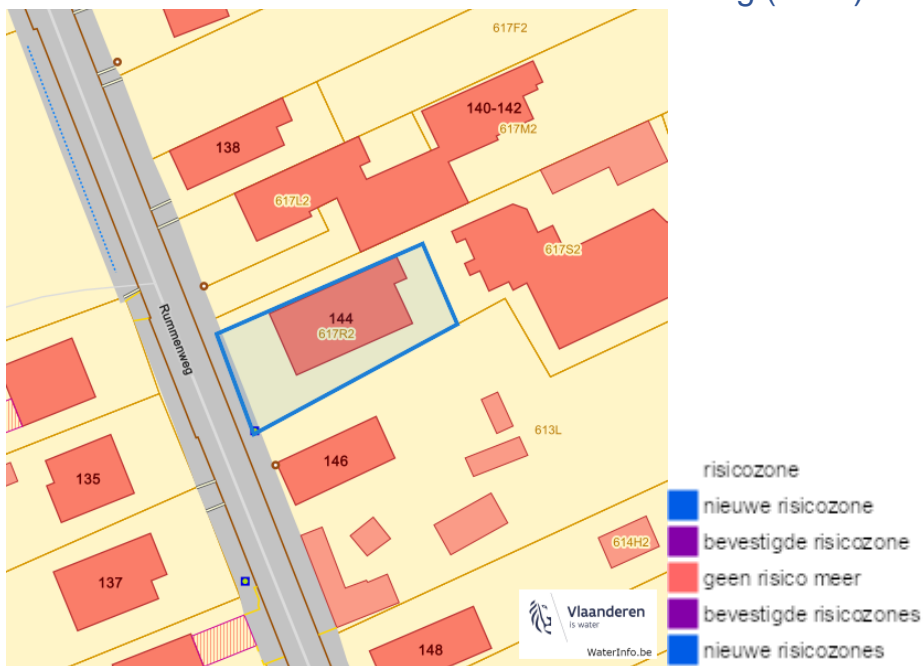 617F2
140-142
617M2
138
617L2
617S2
144
617R2
Rummenweg
613L
146
135
137
614H2
148
Vlaanderen
is water
WaterInfo.be
risicozone
nieuwe risicozone
bevestigde risicozone
geen risico meer
bevestigde risicozones
nieuwe risicozones